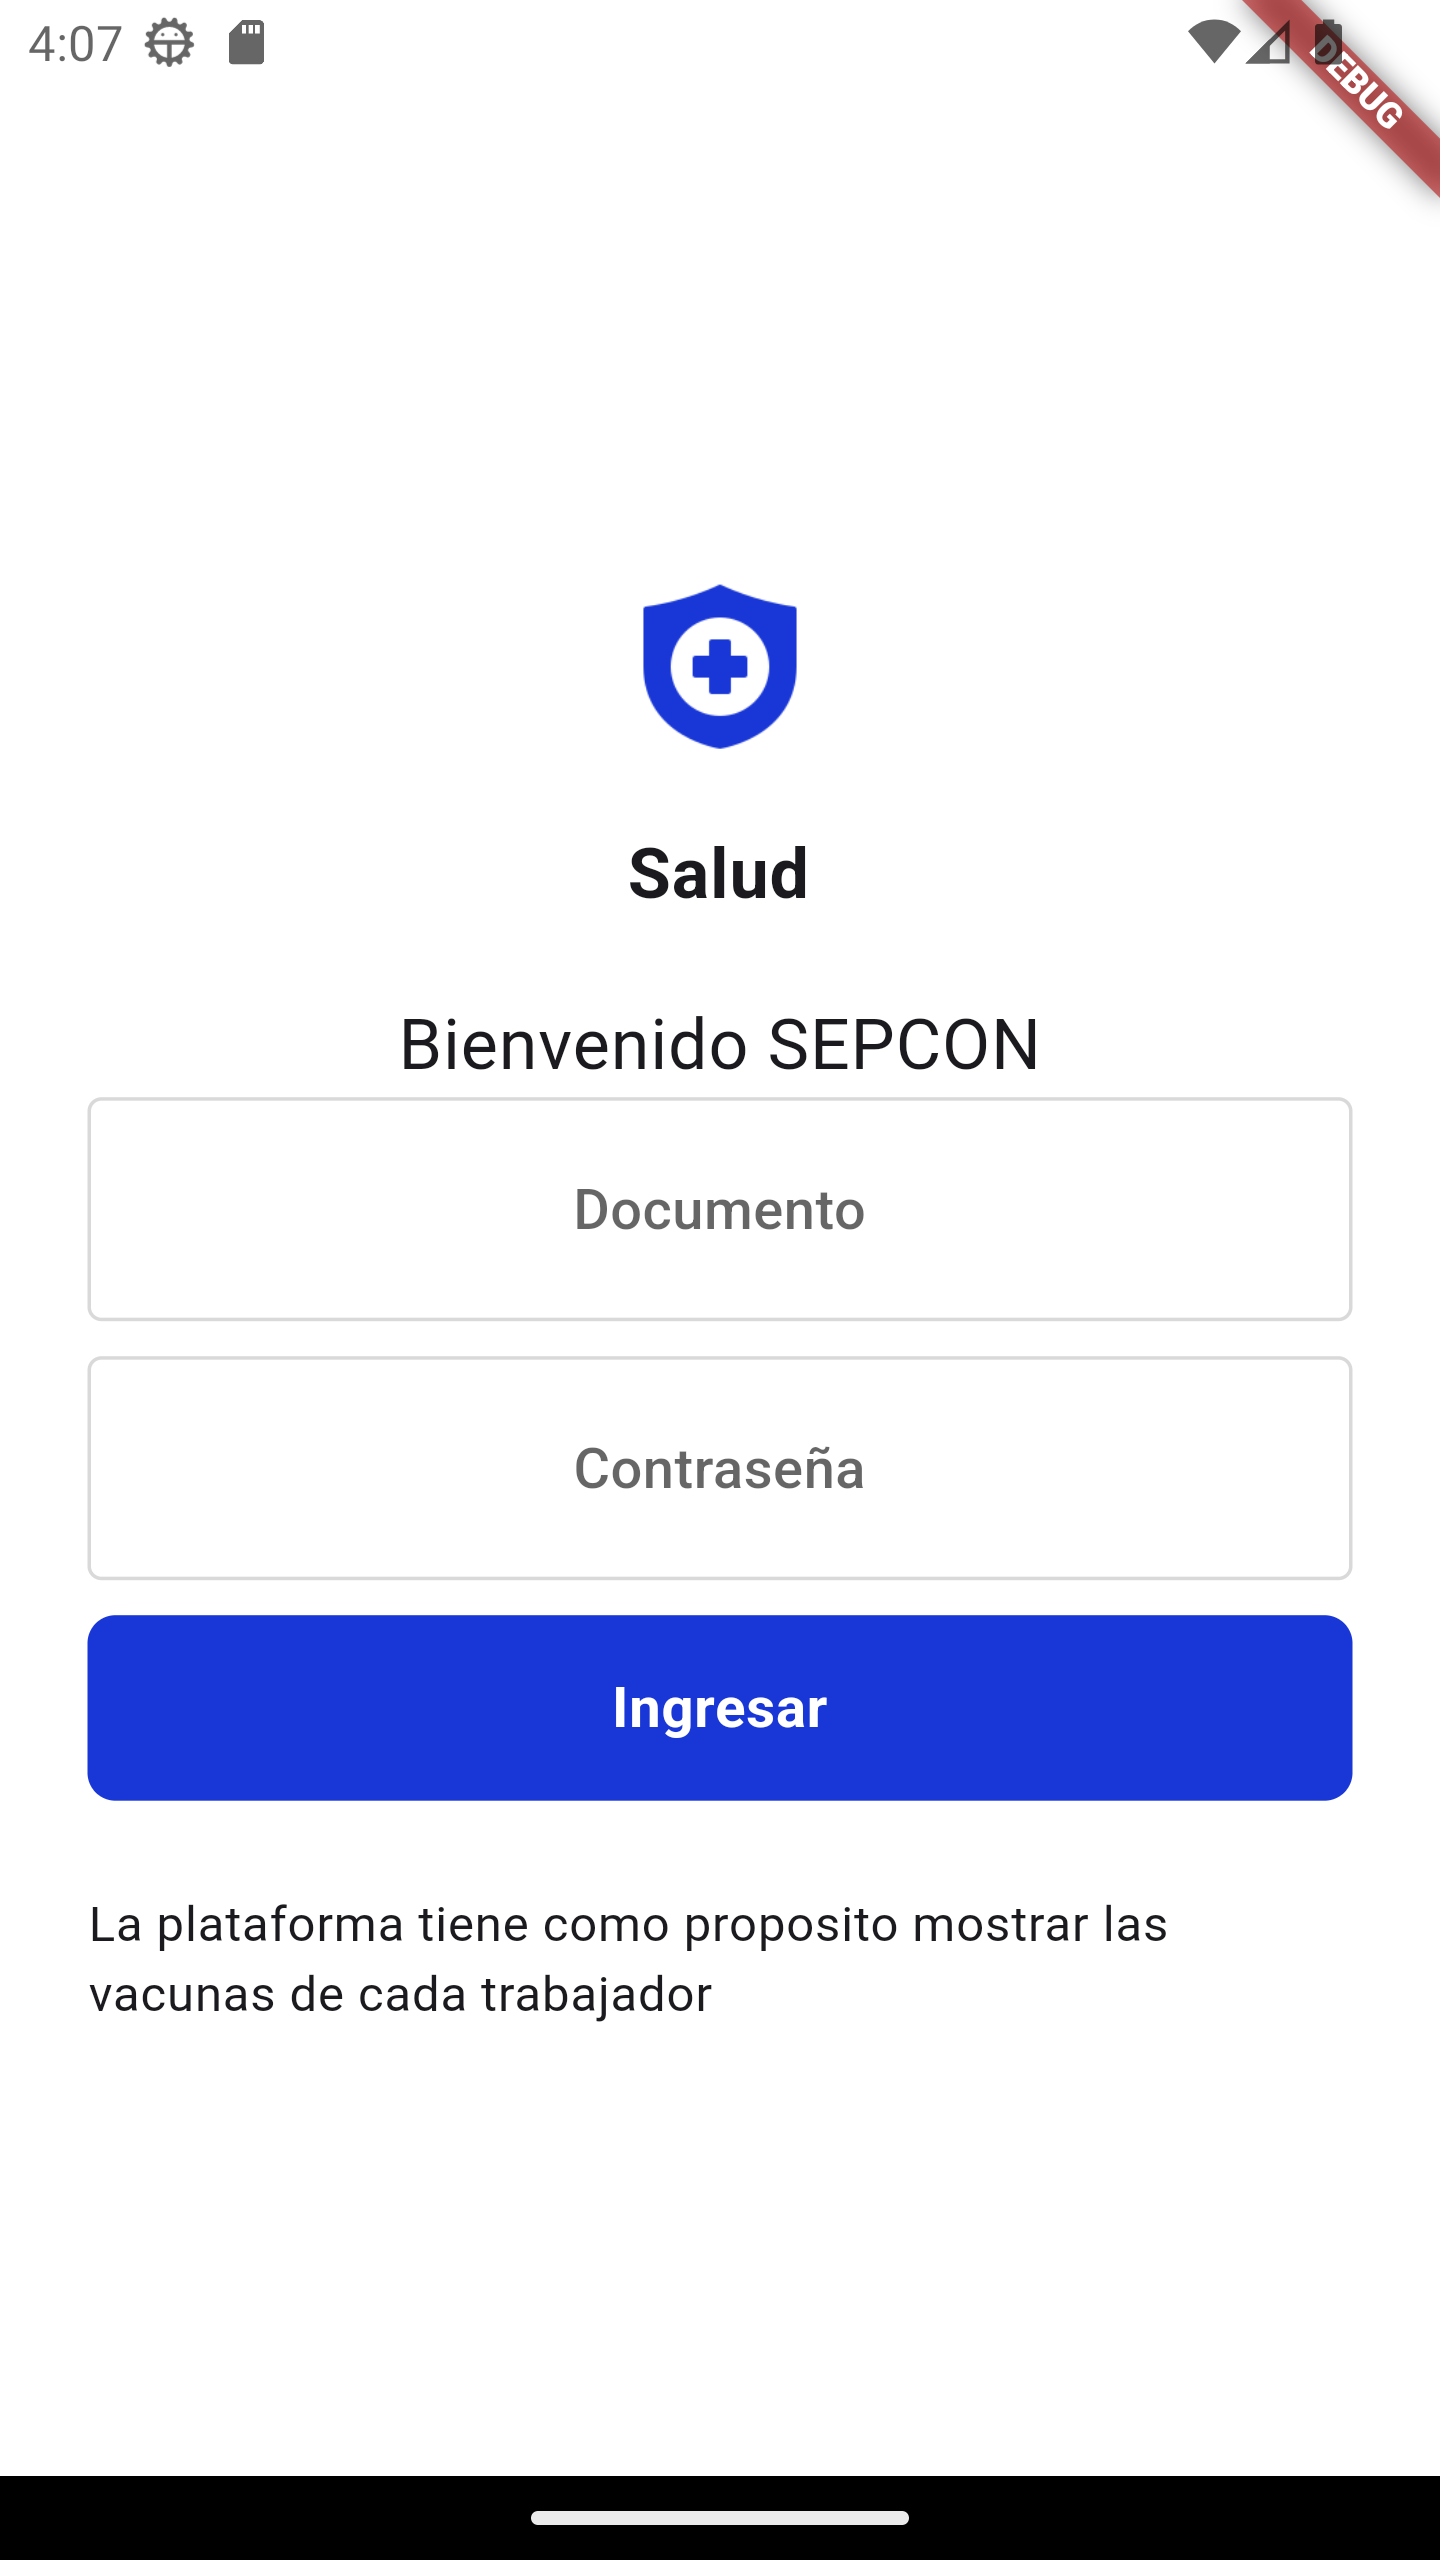 4:07
DEBUG
Salud
Bienvenido SEPCON
Documento
Contraseña
Ingresar
La plataforma tiene como proposito mostrar las
vacunas de cada trabajador